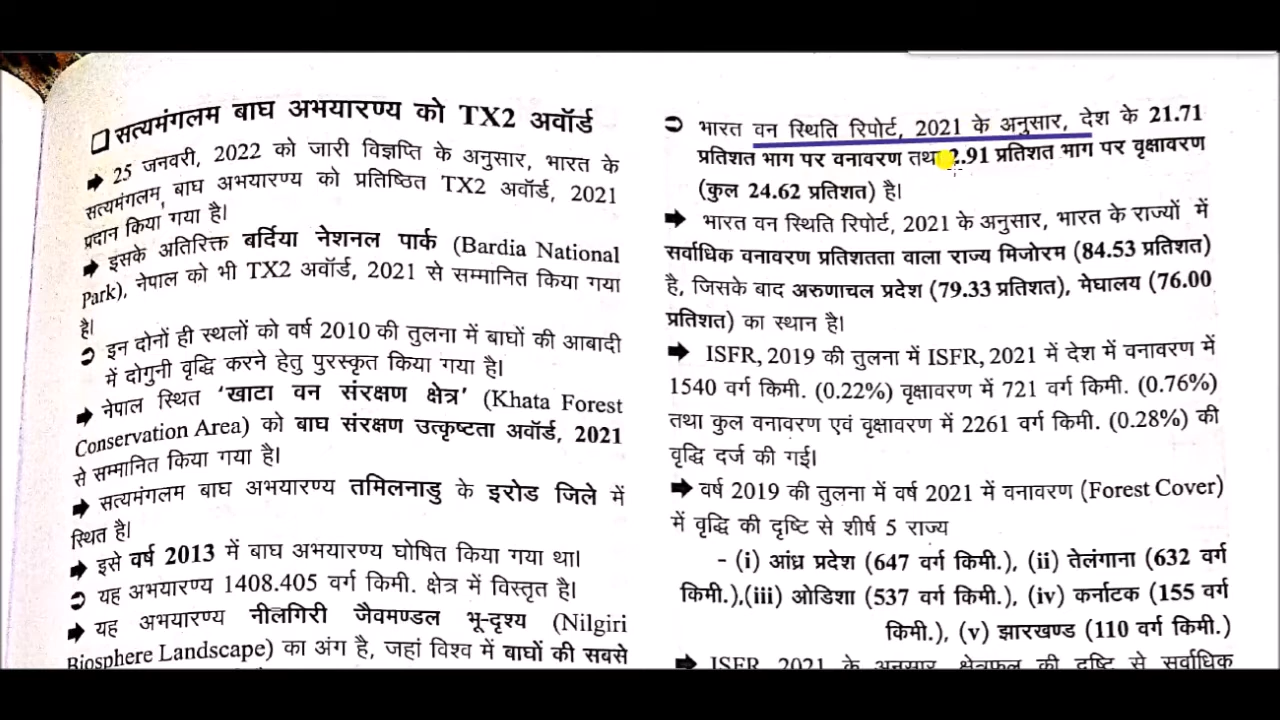 ❑ सत्यमंगलम बाघ अभयारण्य को TX2 अवॉर्ड
➡ 25 जनवरी, 2022 को जारी विज्ञप्ति के अनुसार, भारत के
सत्यमंगलम बाघ अभयारण्य को प्रतिष्ठित TX2 अवॉर्ड, 2021
प्रदान किया गया है।
➡ इसके अतिरिक्त बर्दिया नेशनल पार्क (Bardia National
Park), नेपाल को भी TX2 अवॉर्ड, 2021 से सम्मानित किया गया
है।
➲ इन दोनों ही स्थलों को वर्ष 2010 की तुलना में बाघों की आबादी
में दोगुनी वृद्धि करने हेतु पुरस्कृत किया गया है।
➡ नेपाल स्थित ‘खाटा वन संरक्षण क्षेत्र’ (Khata Forest
Conservation Area) को बाघ संरक्षण उत्कृष्टता अवॉर्ड, 2021
से सम्मानित किया गया है।
➡ सत्यमंगलम बाघ अभयारण्य तमिलनाडु के इरोड जिले में
स्थित है।
➡ इसे वर्ष 2013 में बाघ अभयारण्य घोषित किया गया था।
➲ यह अभयारण्य 1408.405 वर्ग किमी. क्षेत्र में विस्तृत है।
➡ यह अभयारण्य नीलगिरी जैवमण्डल भू-दृश्य (Nilgiri
Biosphere Landscape) का अंग है, जहां विश्व में बाघों की सबसे
➲ भारत वन स्थिति रिपोर्ट, 2021 के अनुसार, देश के 21.71
प्रतिशत भाग पर वनावरण तथा 2.91 प्रतिशत भाग पर वृक्षावरण
(कुल 24.62 प्रतिशत) है।
➡ भारत वन स्थिति रिपोर्ट, 2021 के अनुसार, भारत के राज्यों में
सर्वाधिक वनावरण प्रतिशतता वाला राज्य मिजोरम (84.53 प्रतिशत)
है, जिसके बाद अरुणाचल प्रदेश (79.33 प्रतिशत), मेघालय (76.00
प्रतिशत) का स्थान है।
➡ ISFR, 2019 की तुलना में ISFR, 2021 में देश में वनावरण में
1540 वर्ग किमी. (0.22%) वृक्षावरण में 721 वर्ग किमी. (0.76%)
तथा कुल वनावरण एवं वृक्षावरण में 2261 वर्ग किमी. (0.28%) की
वृद्धि दर्ज की गई।
➡ वर्ष 2019 की तुलना में वर्ष 2021 में वनावरण (Forest Cover)
में वृद्धि की दृष्टि से शीर्ष 5 राज्य
- (i) आंध्र प्रदेश (647 वर्ग किमी.), (ii) तेलंगाना (632 वर्ग
किमी.),(iii) ओडिशा (537 वर्ग किमी.), (iv) कर्नाटक (155 वर्ग
किमी.), (v) झारखण्ड (110 वर्ग किमी.)
➡ ISFR, 2021 के अनुसार, क्षेत्रफल की दृष्टि से सर्वाधिक